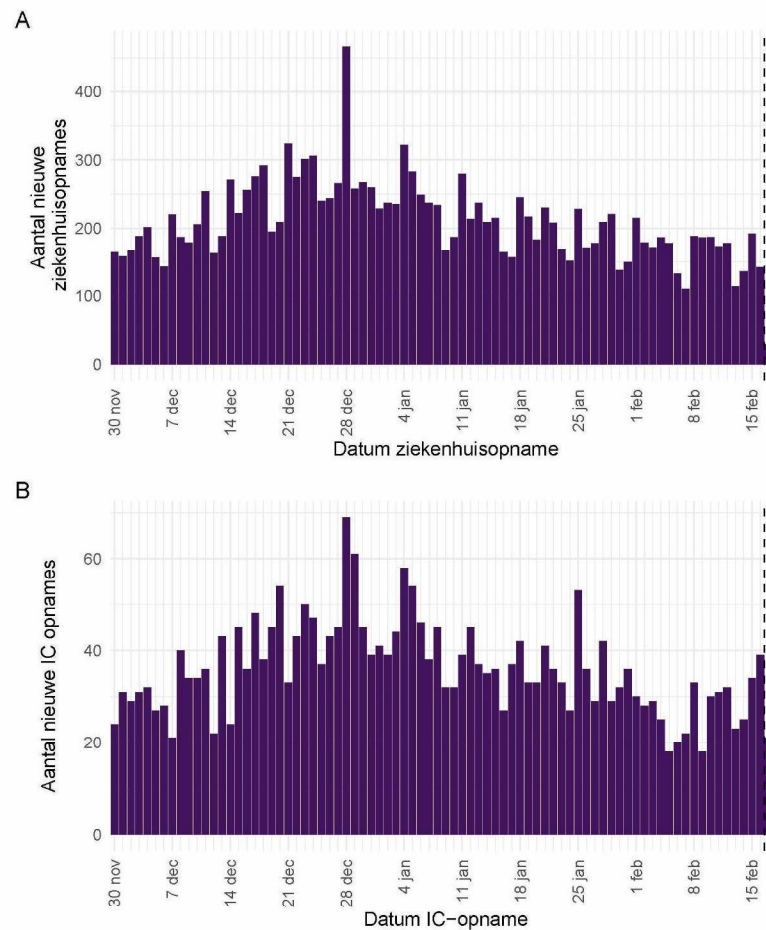 A
Aantal nieuwe
ziekenhuisopnames
400
300
200
100
0
30 nov
7 dec
14 dec
21 dec
28 dec
4 jan
11 jan
18 jan
25 jan
1 feb
8 feb
15 feb
Datum ziekenhuisopname
B
Aantal nieuwe IC opnames
60
40
20
0
30 nov
7 dec
14 dec
21 dec
28 dec
4 jan
11 jan
18 jan
25 jan
1 feb
8 feb
15 feb
Datum IC−opname